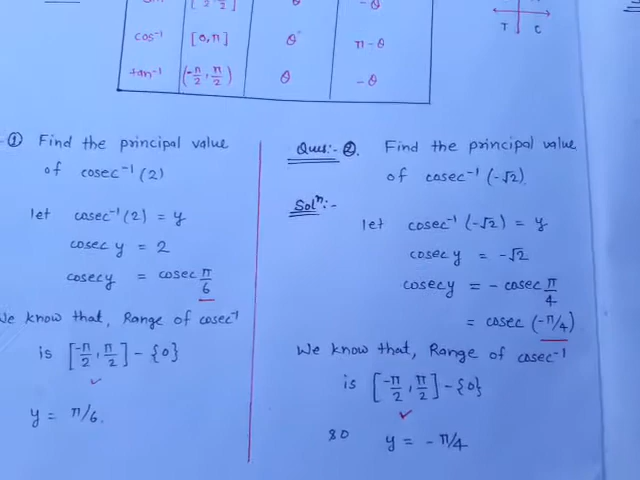 [-π/2, π/2] θ -θ
cos⁻¹ [0,π] θ π-θ
tan⁻¹ (-π/2, π/2) θ -θ
T C
① Find the principal value
of cosec⁻¹(2)
let cosec⁻¹(2) = y
cosec y = 2
cosec y = cosec π/6
We know that, Range of cosec⁻¹
is [-π/2, π/2] - {0}
y = π/6.
Ques:- ②. Find the principal value
of cosec⁻¹(-√2).
Solⁿ:-
let cosec⁻¹(-√2) = y
cosec y = -√2
cosec y = - cosec π/4
= cosec (-π/4)
We know that, Range of cosec⁻¹
is [-π/2, π/2] - {0}
so y = - π/4